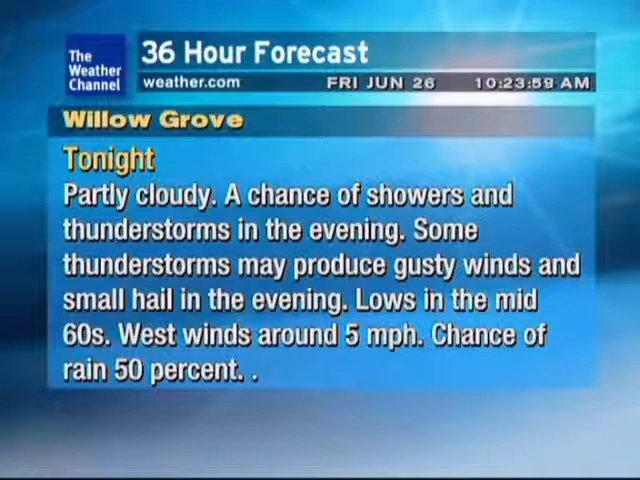 The
Weather
Channel
36 Hour Forecast
weather.com FRI JUN 26 10:23:59 AM
Willow Grove
Tonight
Partly cloudy. A chance of showers and
thunderstorms in the evening. Some
thunderstorms may produce gusty winds and
small hail in the evening. Lows in the mid
60s. West winds around 5 mph. Chance of
rain 50 percent. .